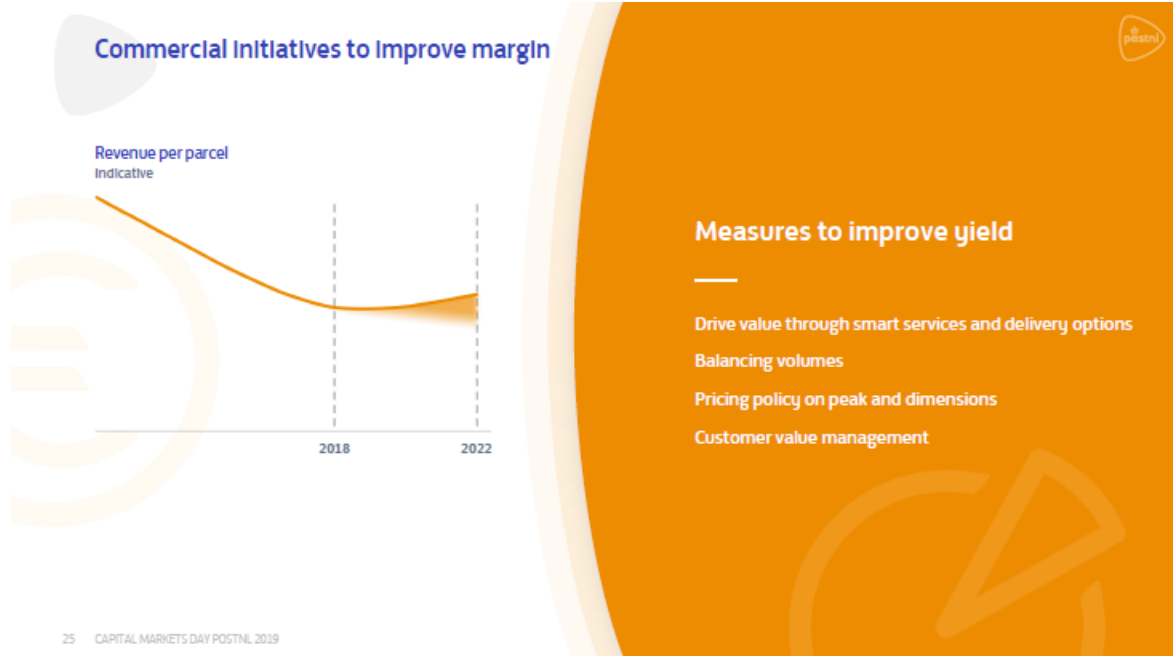 Commercial initiatives to improve margin
postnl
Revenue per parcel
Indicative
2018
2022
Measures to improve yield
Drive value through smart services and delivery options
Balancing volumes
Pricing policy on peak and dimensions
Customer value management
25 CAPITAL MARKETS DAY POSTNL 2019